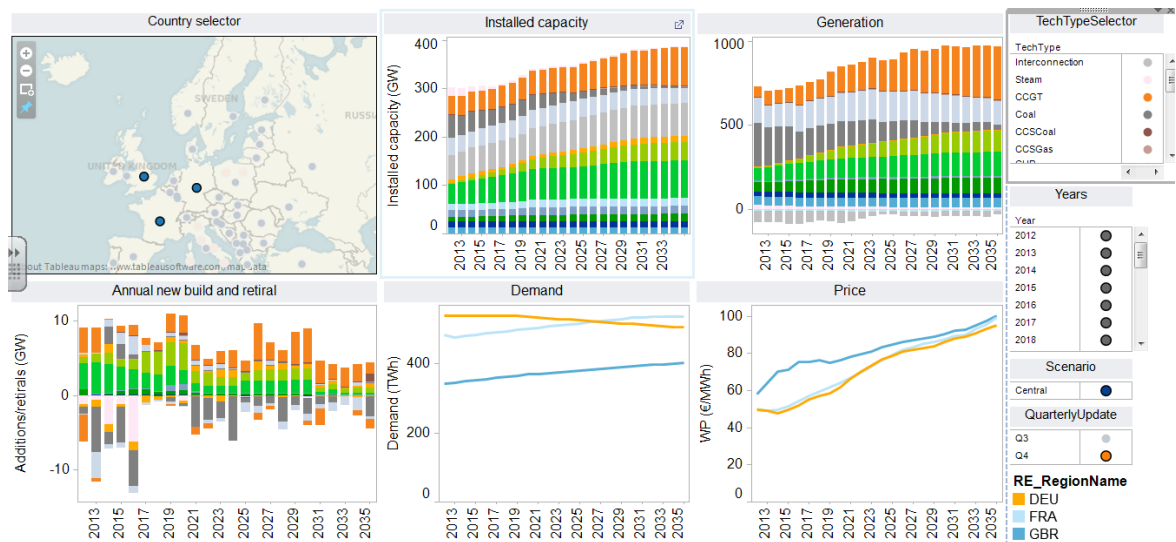 Country selector
SWEDEN
RUSSIA
UNITED KINGDOM
FRANCE
out Tableau maps: www.tableausoftware.com/mapdata
Installed capacity
Installed capacity (GW)
400
300
200
100
0
2013
2015
2017
2019
2021
2023
2025
2027
2029
2031
2033
Generation
1000
500
0
2013
2015
2017
2019
2021
2023
2025
2027
2029
2031
2033
2035
TechTypeSelector
TechType
Interconnection
Steam
CCGT
Coal
CCSCoal
CCSGas
Years
Year
2012
2013
2014
2015
2016
2017
2018
Annual new build and retiral
Additions/retirals (GW)
10
0
-10
2013
2015
2017
2019
2021
2023
2025
2027
2029
2031
2033
2035
Demand
Demand (TWh)
400
200
0
2013
2015
2017
2019
2021
2023
2025
2027
2029
2031
2033
2035
Price
WP (€/MWh)
100
80
60
40
20
0
2013
2015
2017
2019
2021
2023
2025
2027
2029
2031
2033
2035
Scenario
Central
QuarterlyUpdate
Q3
Q4
RE_RegionName
DEU
FRA
GBR